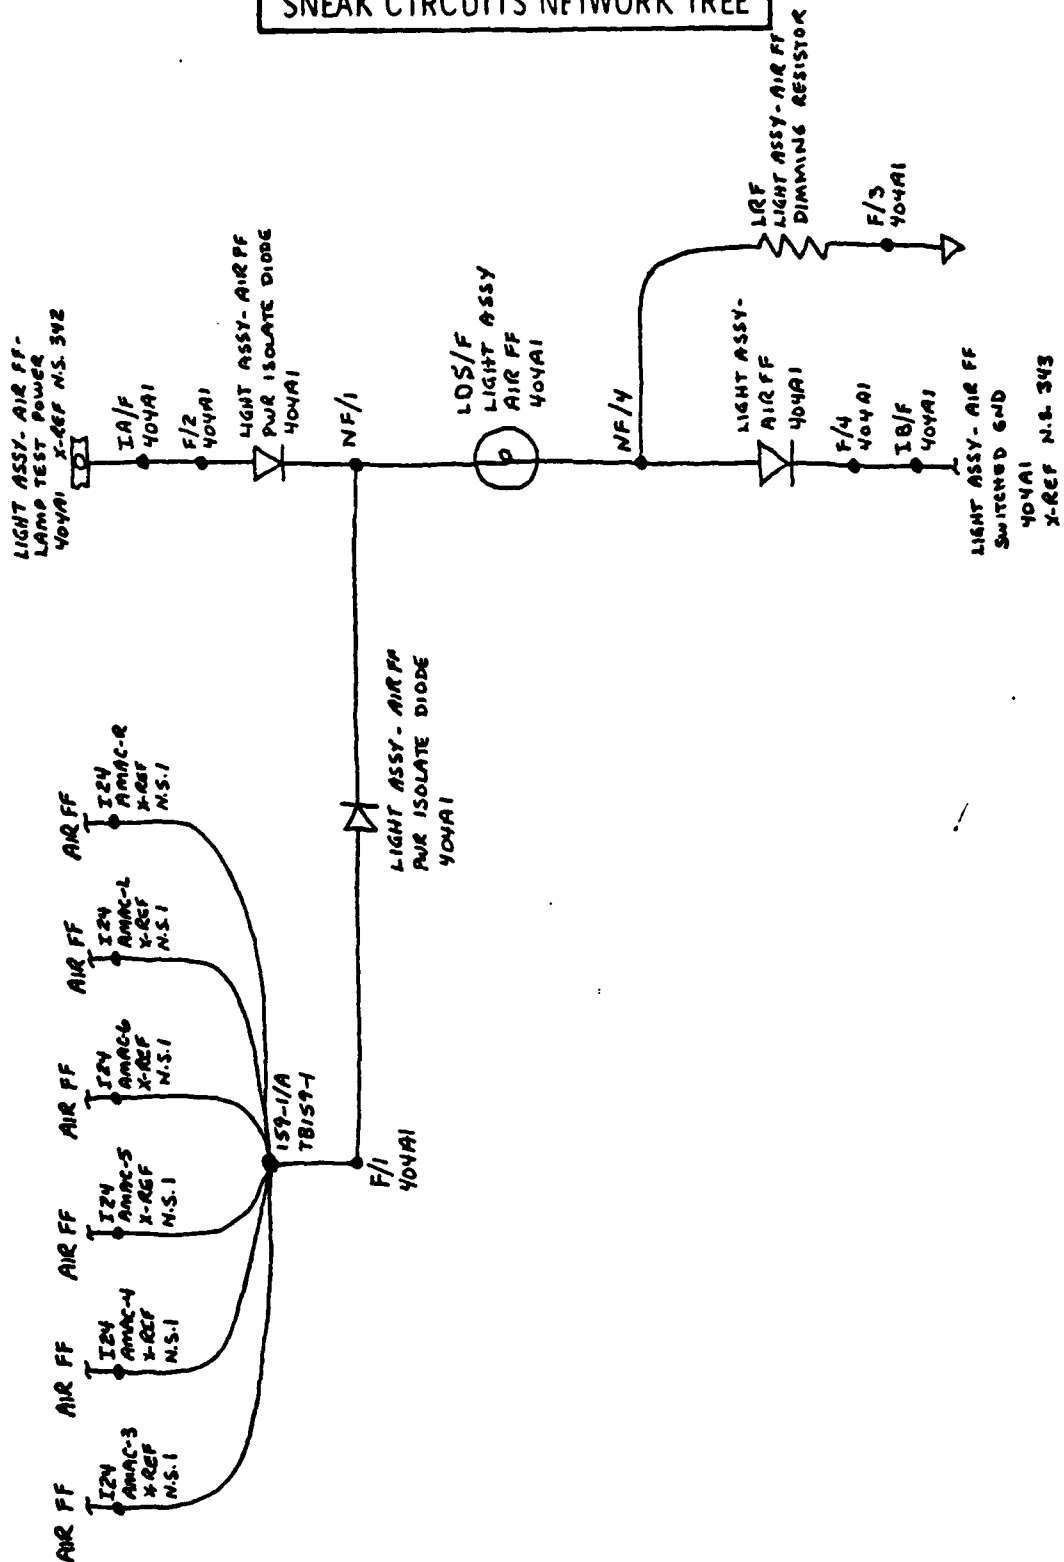 SNEAK CIRCUITS NETWORK TREE
LIGHT ASSY- AIR FF-
LAMP TEST POWER
404A1 X-REF N.S. 342
IA/F
404A1
F/2
404A1
LIGHT ASSY- AIR FF
PWR ISOLATE DIODE
404A1
NF/1
LDS/F
LIGHT ASSY
AIR FF
404A1
NF/4
LRF
LIGHT ASSY- AIR FF
DIMMING RESISTOR
F/3
404A1
LIGHT ASSY-
AIR FF
404A1
F/4
404A1
IB/F
404A1
LIGHT ASSY- AIR FF
SWITCHED GND
404A1
X-REF N.S. 343
AIR FF
I24
AMAC-R
X-REF
N.S.1
AIR FF
I24
AMAC-L
X-REF
N.S.1
AIR FF
I24
AMAC-6
X-REF
N.S.1
AIR FF
I24
AMAC-5
X-REF
N.S.1
AIR FF
I24
AMAC-4
X-REF
N.S.1
AIR FF
I24
AMAC-3
X-REF
N.S.1
159-1/A
TB159-1
F/1
404A1
LIGHT ASSY- AIR FF
PWR ISOLATE DIODE
404A1